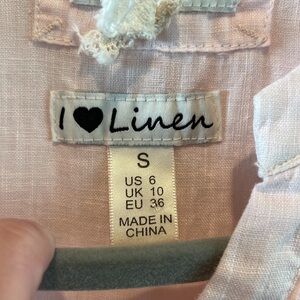 I ♥ Linen
S
US 6
UK 10
EU 36
MADE IN
CHINA